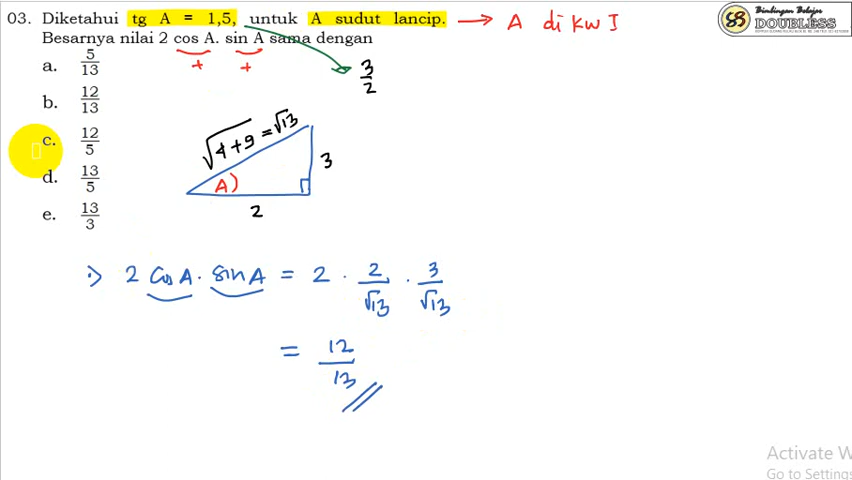 03. Diketahui tg A = 1,5, untuk A sudut lancip. → A di kw I
Besarnya nilai 2 cos A. sin A sama dengan
+ +
3/2
a. 5/13
b. 12/13
c. 12/5
d. 13/5
e. 13/3
√4+9 = √13
A)
3
2
∴> 2 cos A . sin A = 2 . 2/√13 . 3/√13
= 12/13 //
88 Bimbingan Belajar
DOUBLESS
Activate W
Go to Settings